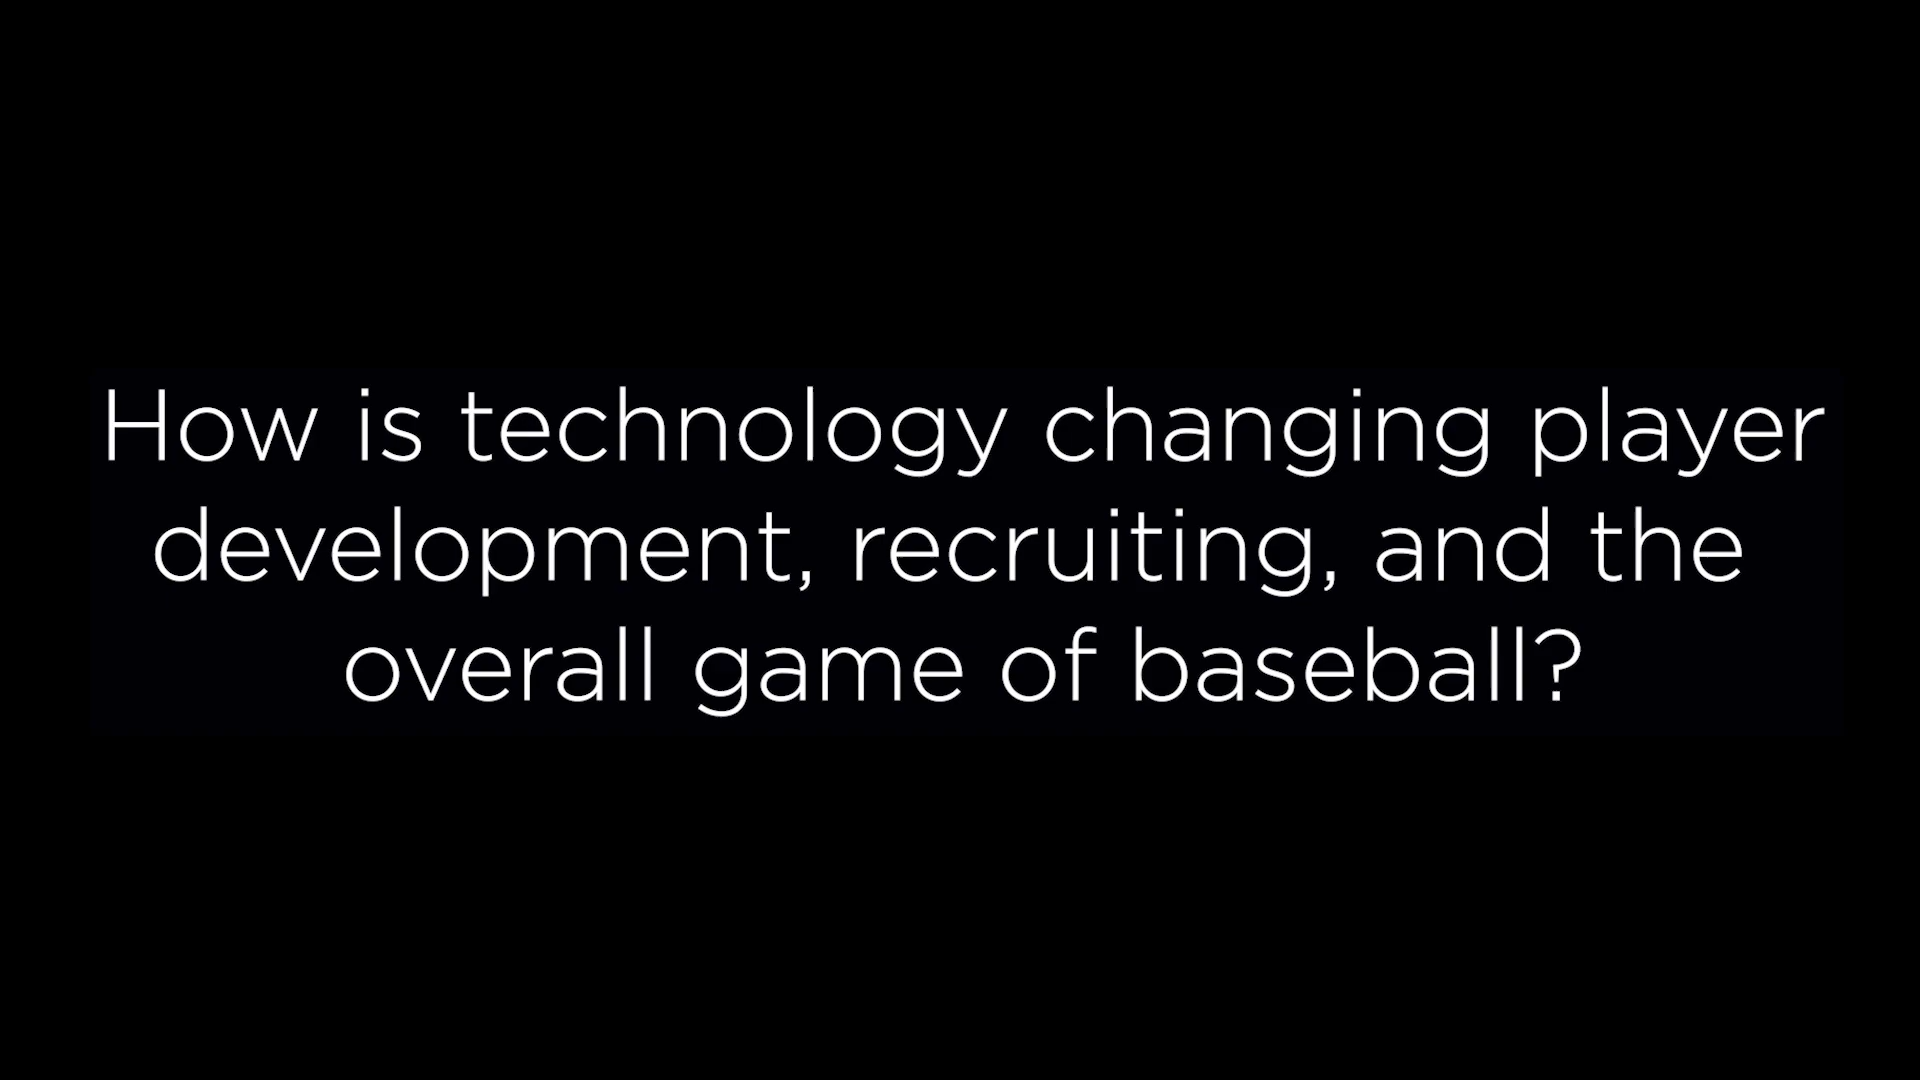 How is technology changing player
development, recruiting, and the
overall game of baseball?